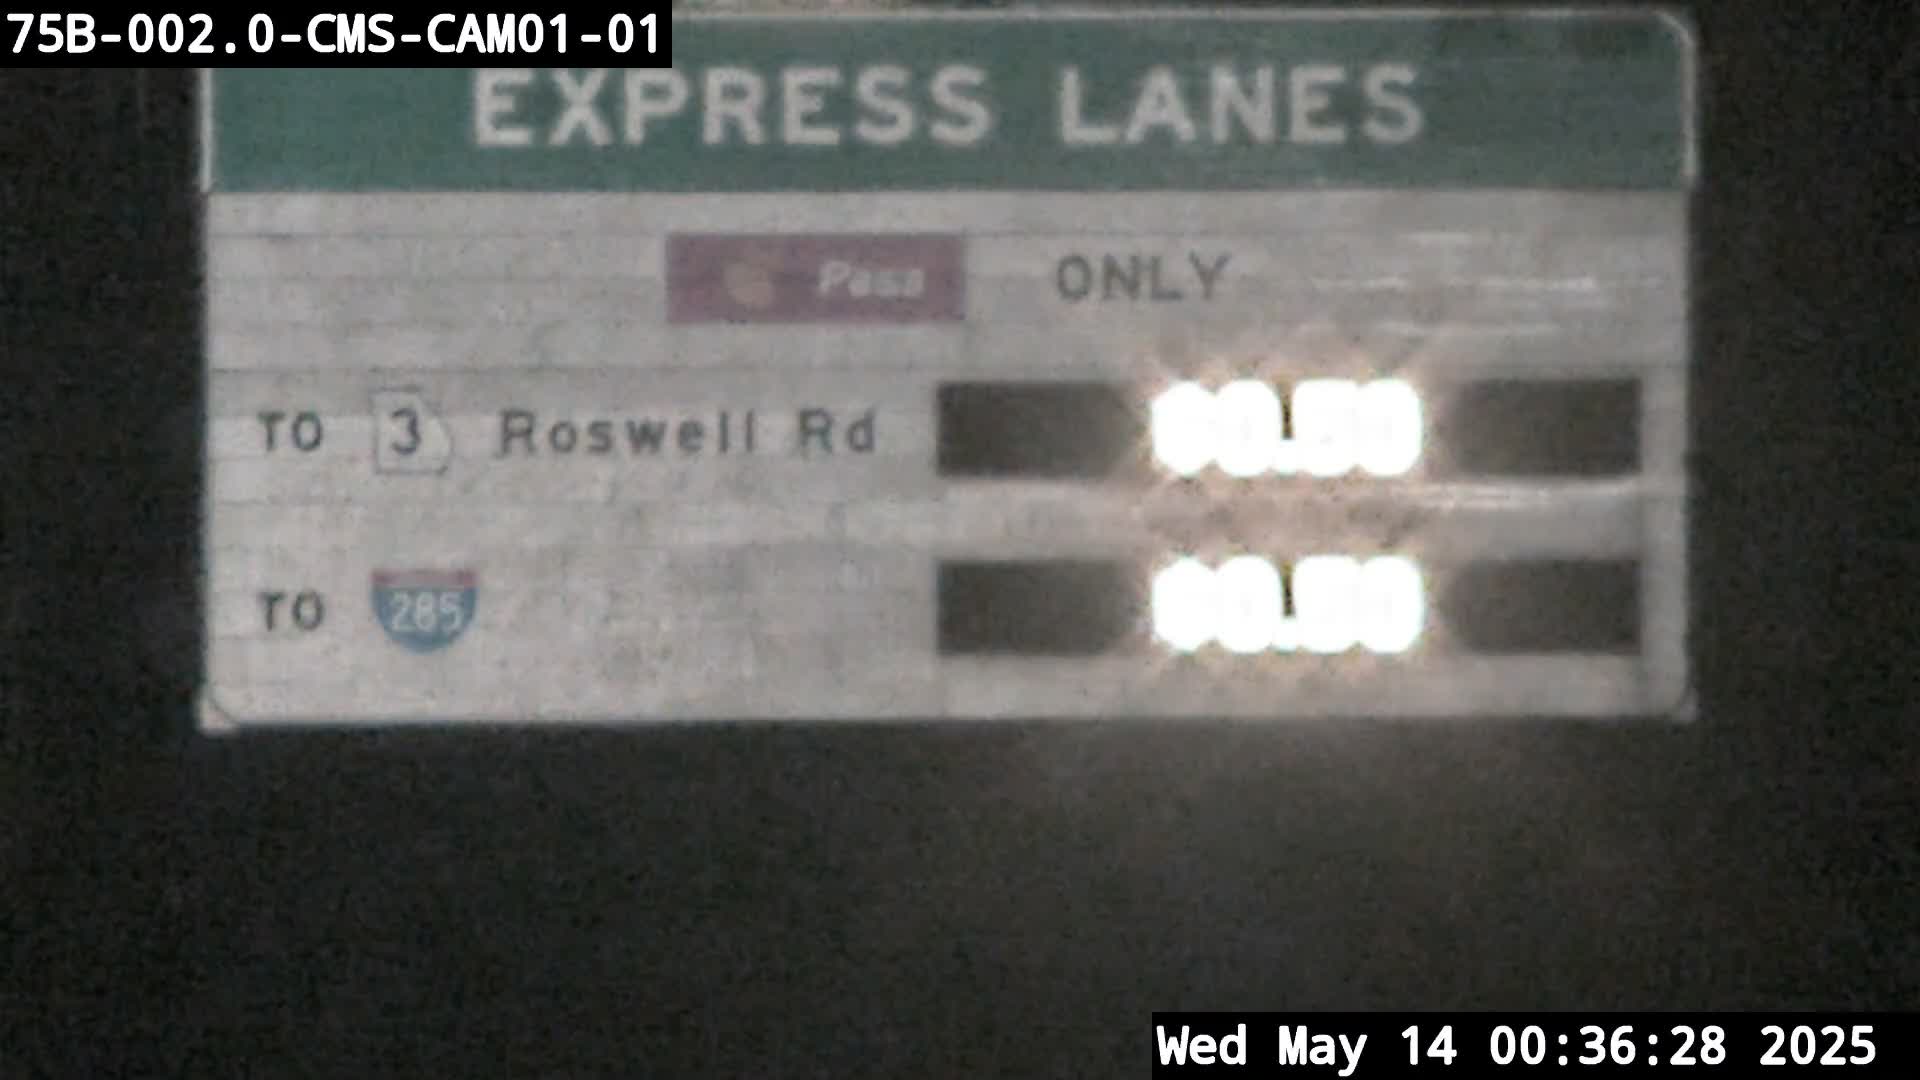 75B-002.0-CMS-CAM01-01
EXPRESS LANES
Pass ONLY
TO 3 Roswell Rd
TO 285
Wed May 14 00:36:28 2025